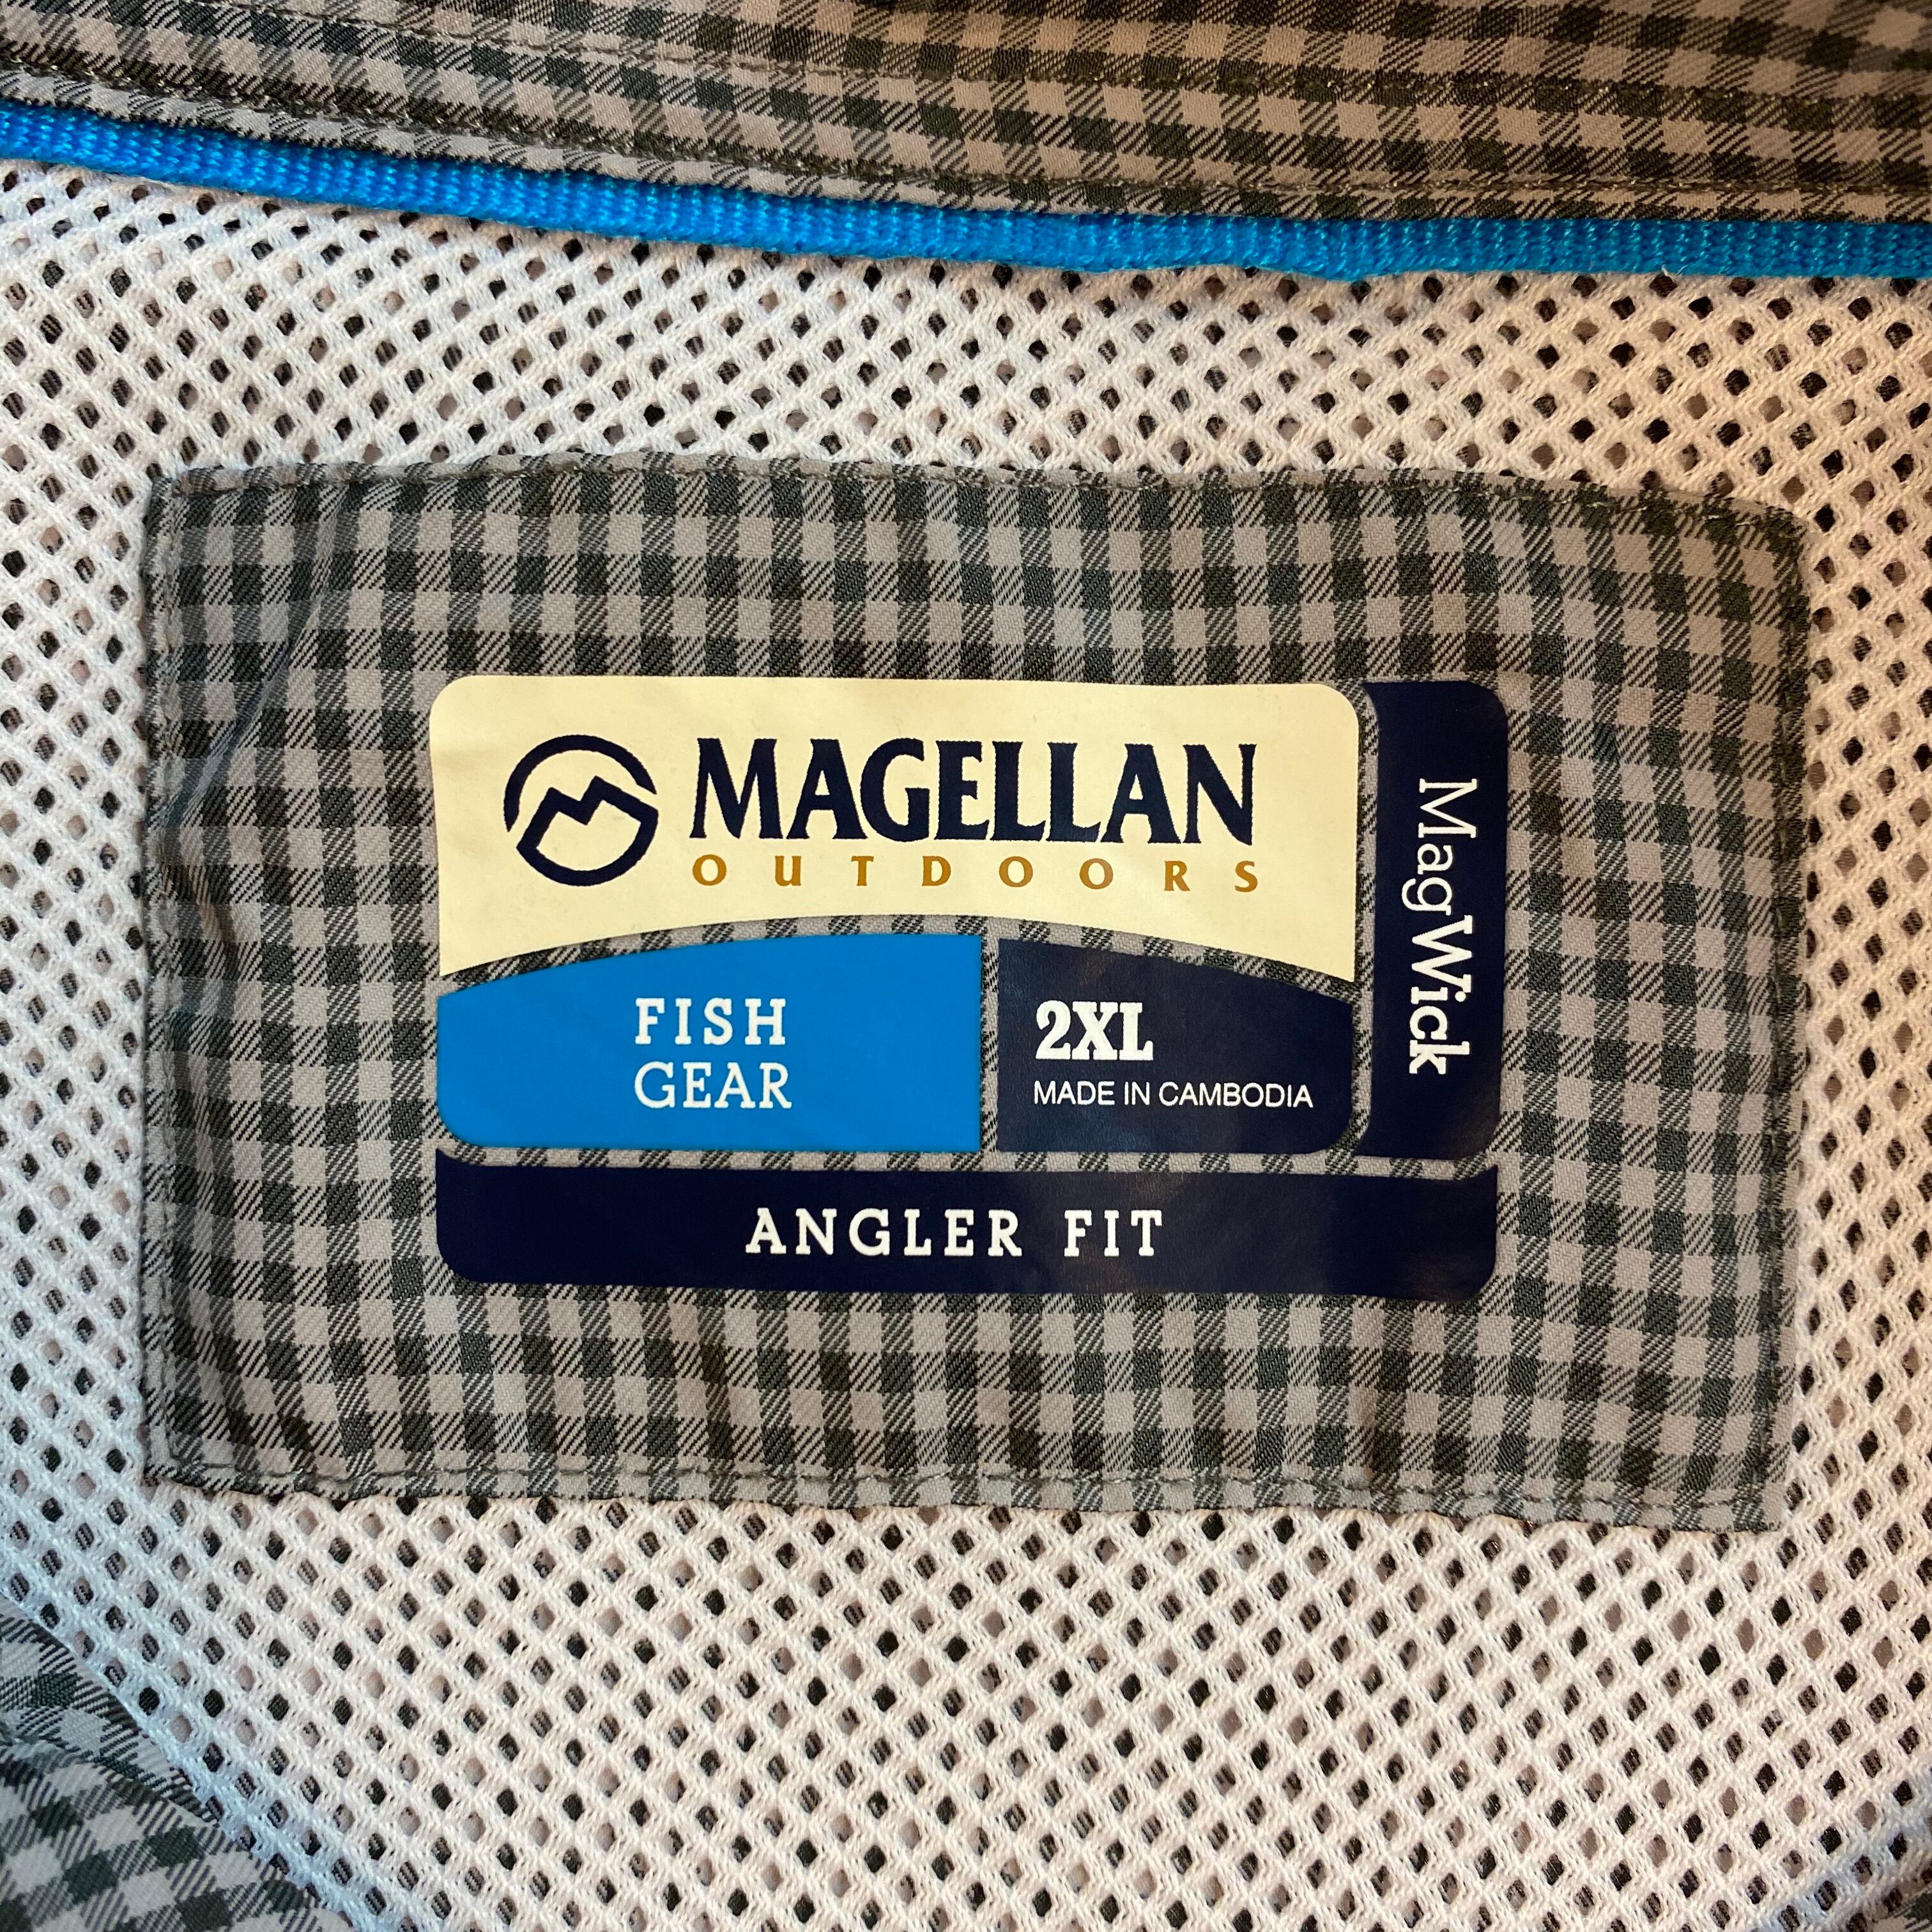 MAGELLAN
OUTDOORS
FISH
GEAR
2XL
MADE IN CAMBODIA
MagWick
ANGLER FIT